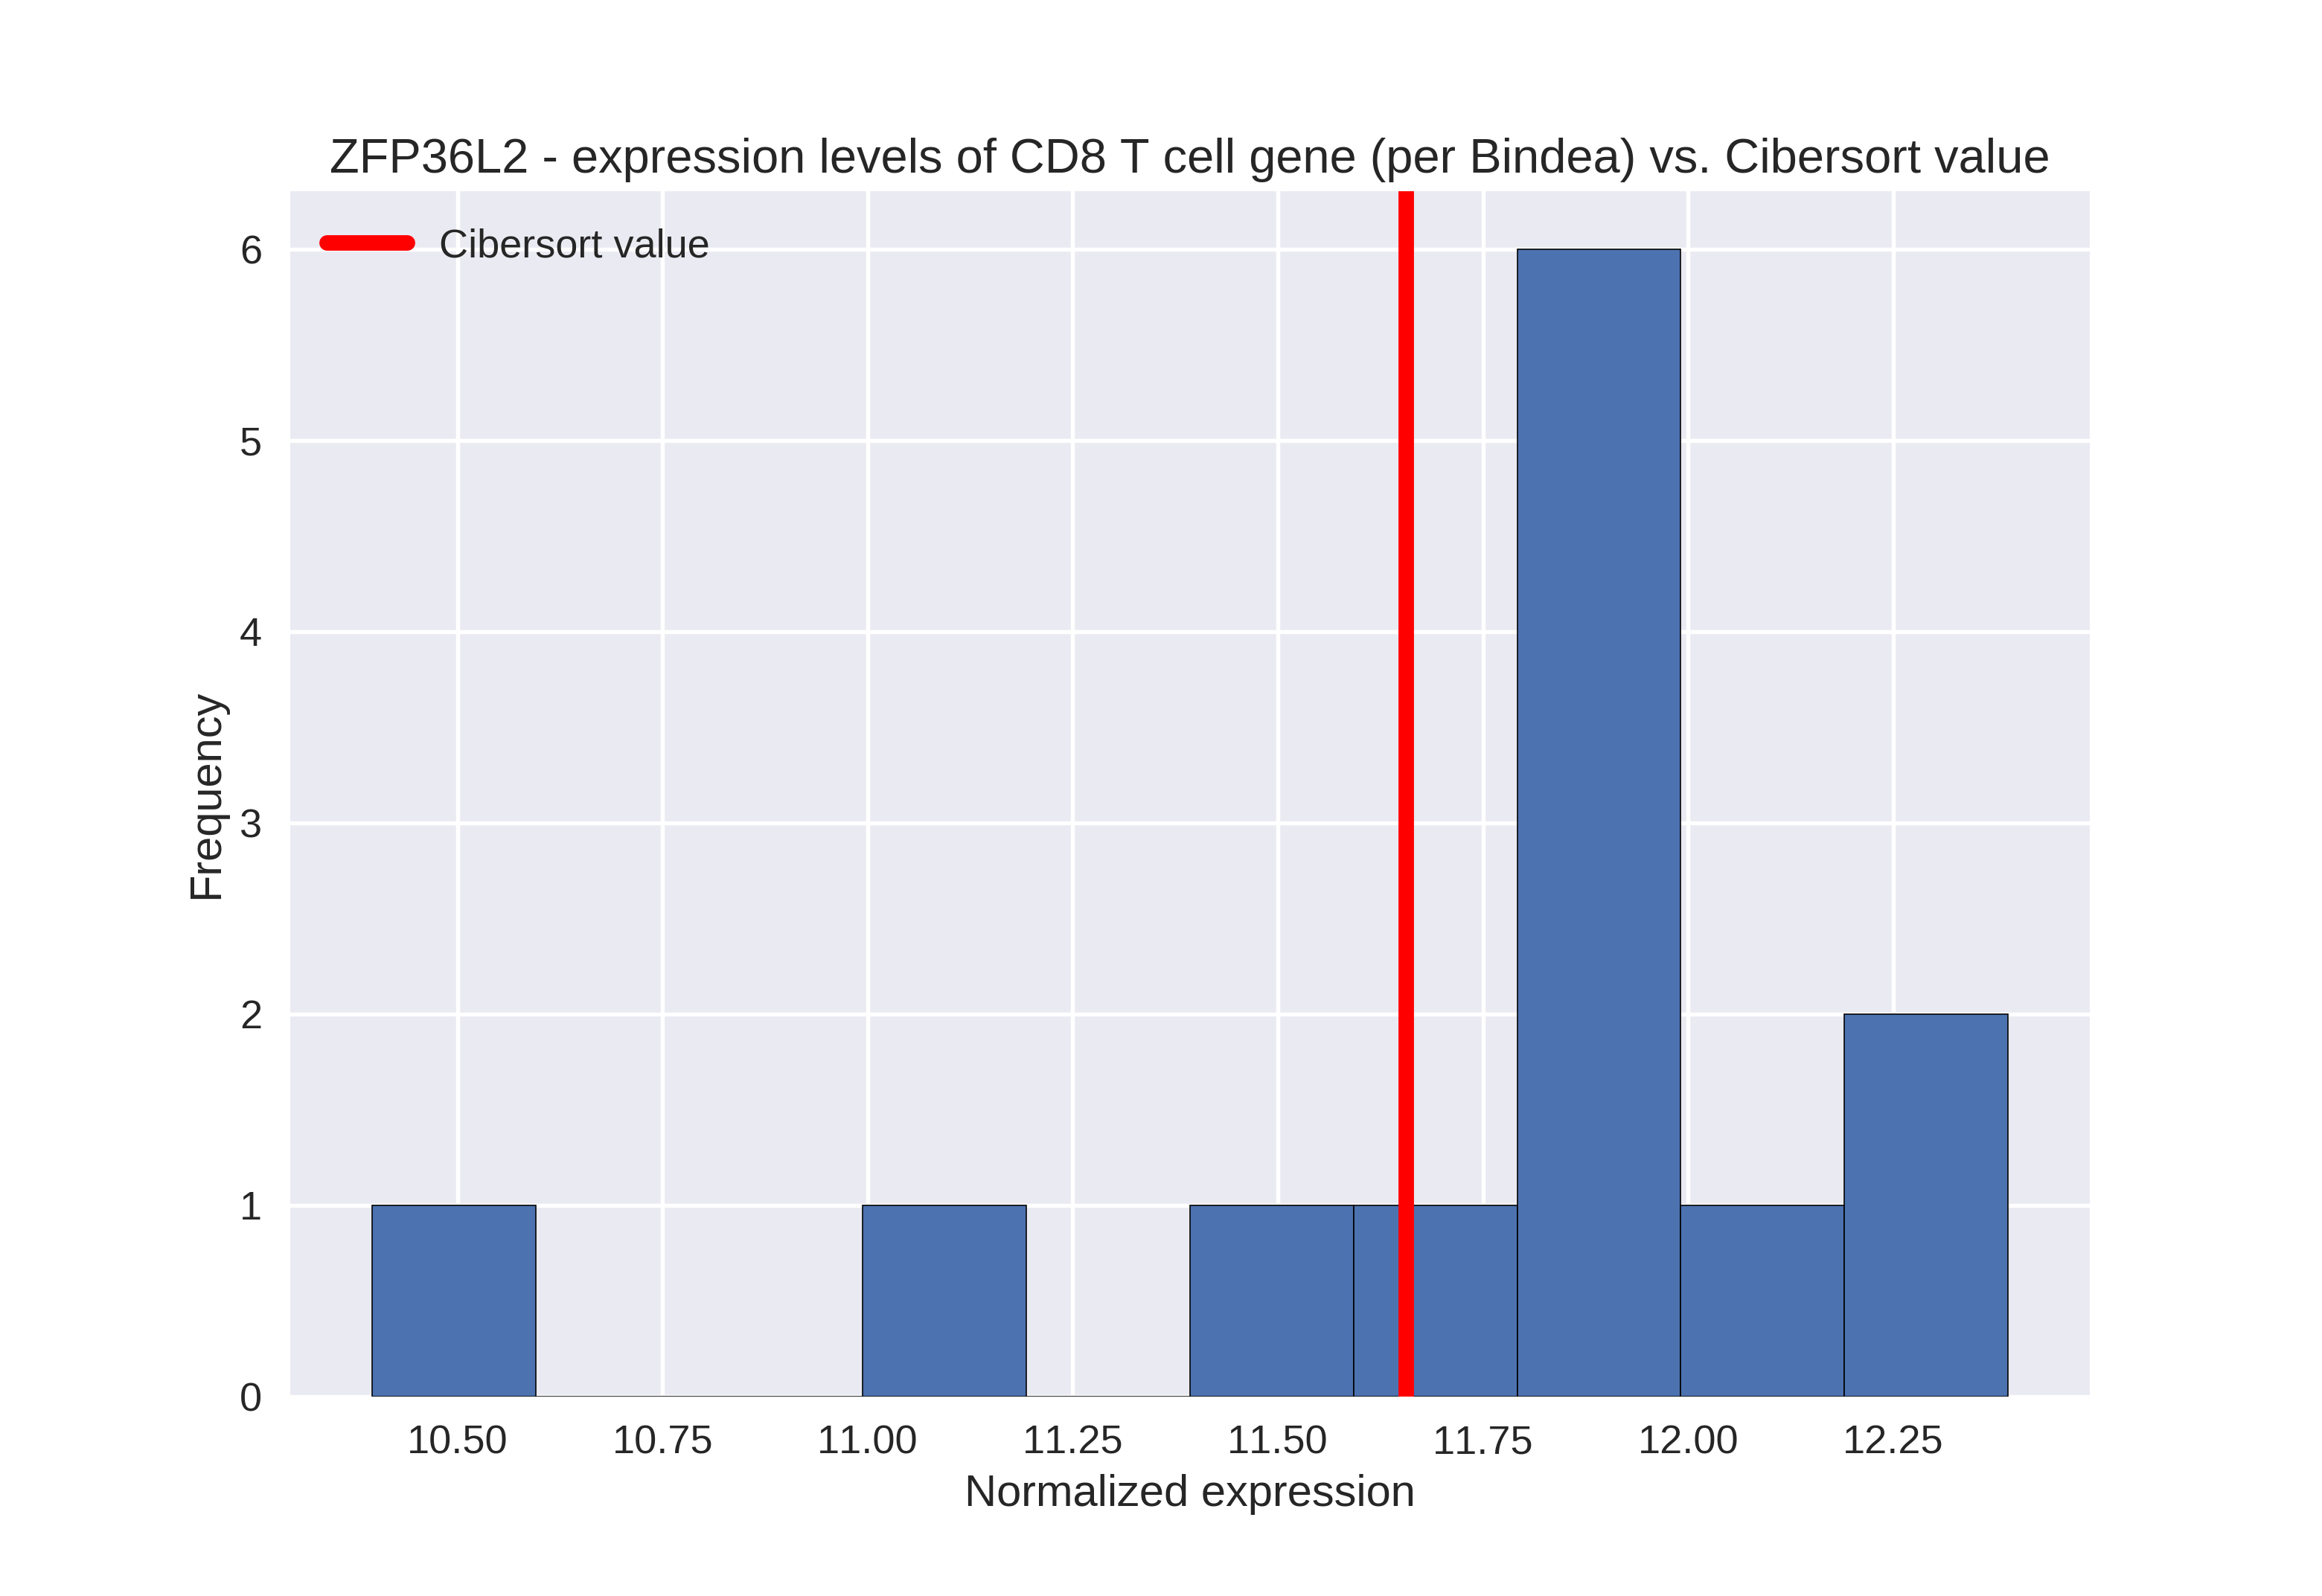 ZFP36L2 - expression levels of CD8 T cell gene (per Bindea) vs. Cibersort value
Cibersort value
6
5
4
3
2
1
0
Frequency
10.50 10.75 11.00 11.25 11.50 11.75 12.00 12.25
Normalized expression